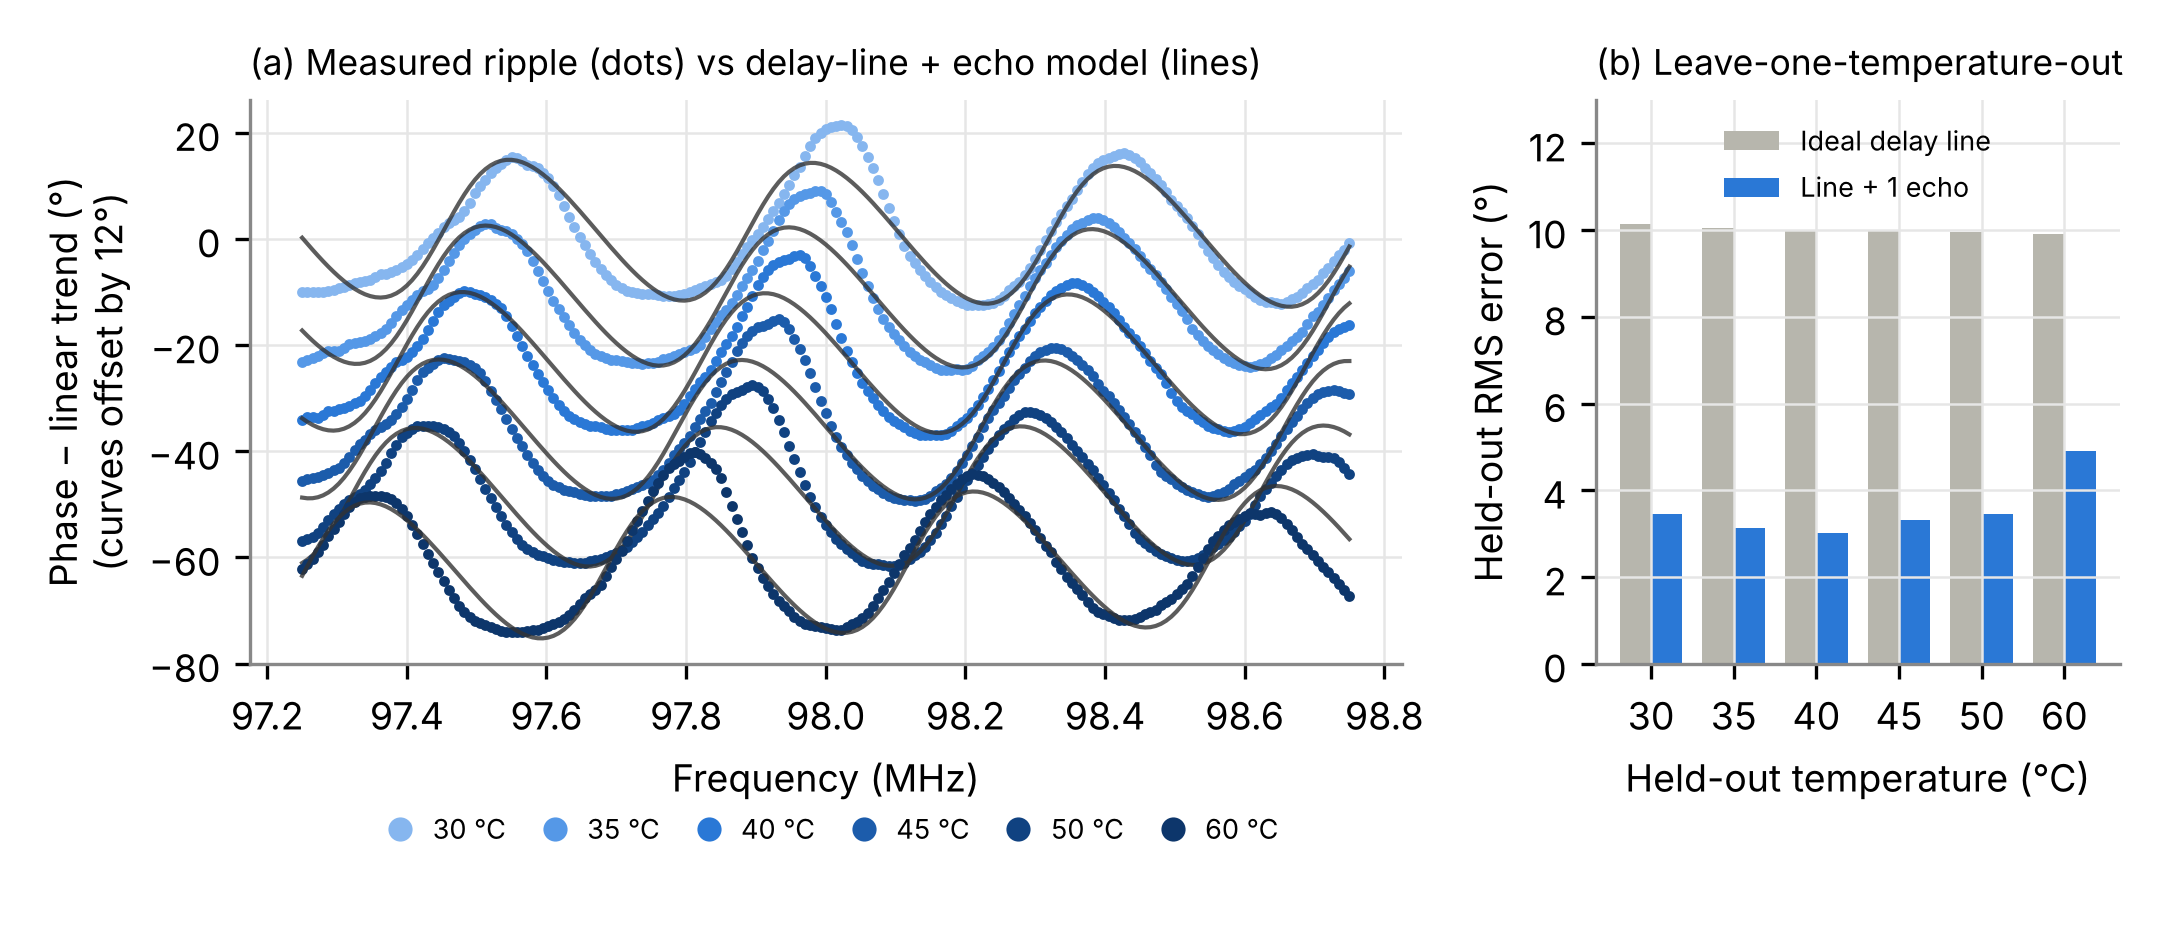 (a) Measured ripple (dots) vs delay-line + echo model (lines)
Phase − linear trend (°)
(curves offset by 12°)
20
0
−20
−40
−60
−80
97.2 97.4 97.6 97.8 98.0 98.2 98.4 98.6 98.8
Frequency (MHz)
30 °C 35 °C 40 °C 45 °C 50 °C 60 °C
(b) Leave-one-temperature-out
Held-out RMS error (°)
12
10
8
6
4
2
0
Ideal delay line
Line + 1 echo
30 35 40 45 50 60
Held-out temperature (°C)